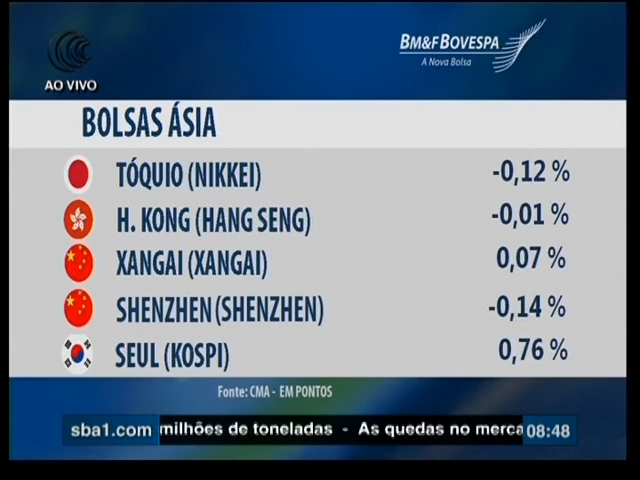 AO VIVO
BM&FBOVESPA
A Nova Bolsa
BOLSAS ÁSIA
TÓQUIO (NIKKEI) -0,12 %
H. KONG (HANG SENG) -0,01 %
XANGAI (XANGAI) 0,07 %
SHENZHEN (SHENZHEN) -0,14 %
SEUL (KOSPI) 0,76 %
Fonte: CMA - EM PONTOS
sba1.com milhões de toneladas - As quedas no merca 08:48